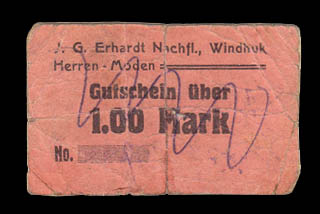 J. G. Erhardt Nachfl., Windhuk
Herren - Moden
Gutschein über
1.00 Mark
No.